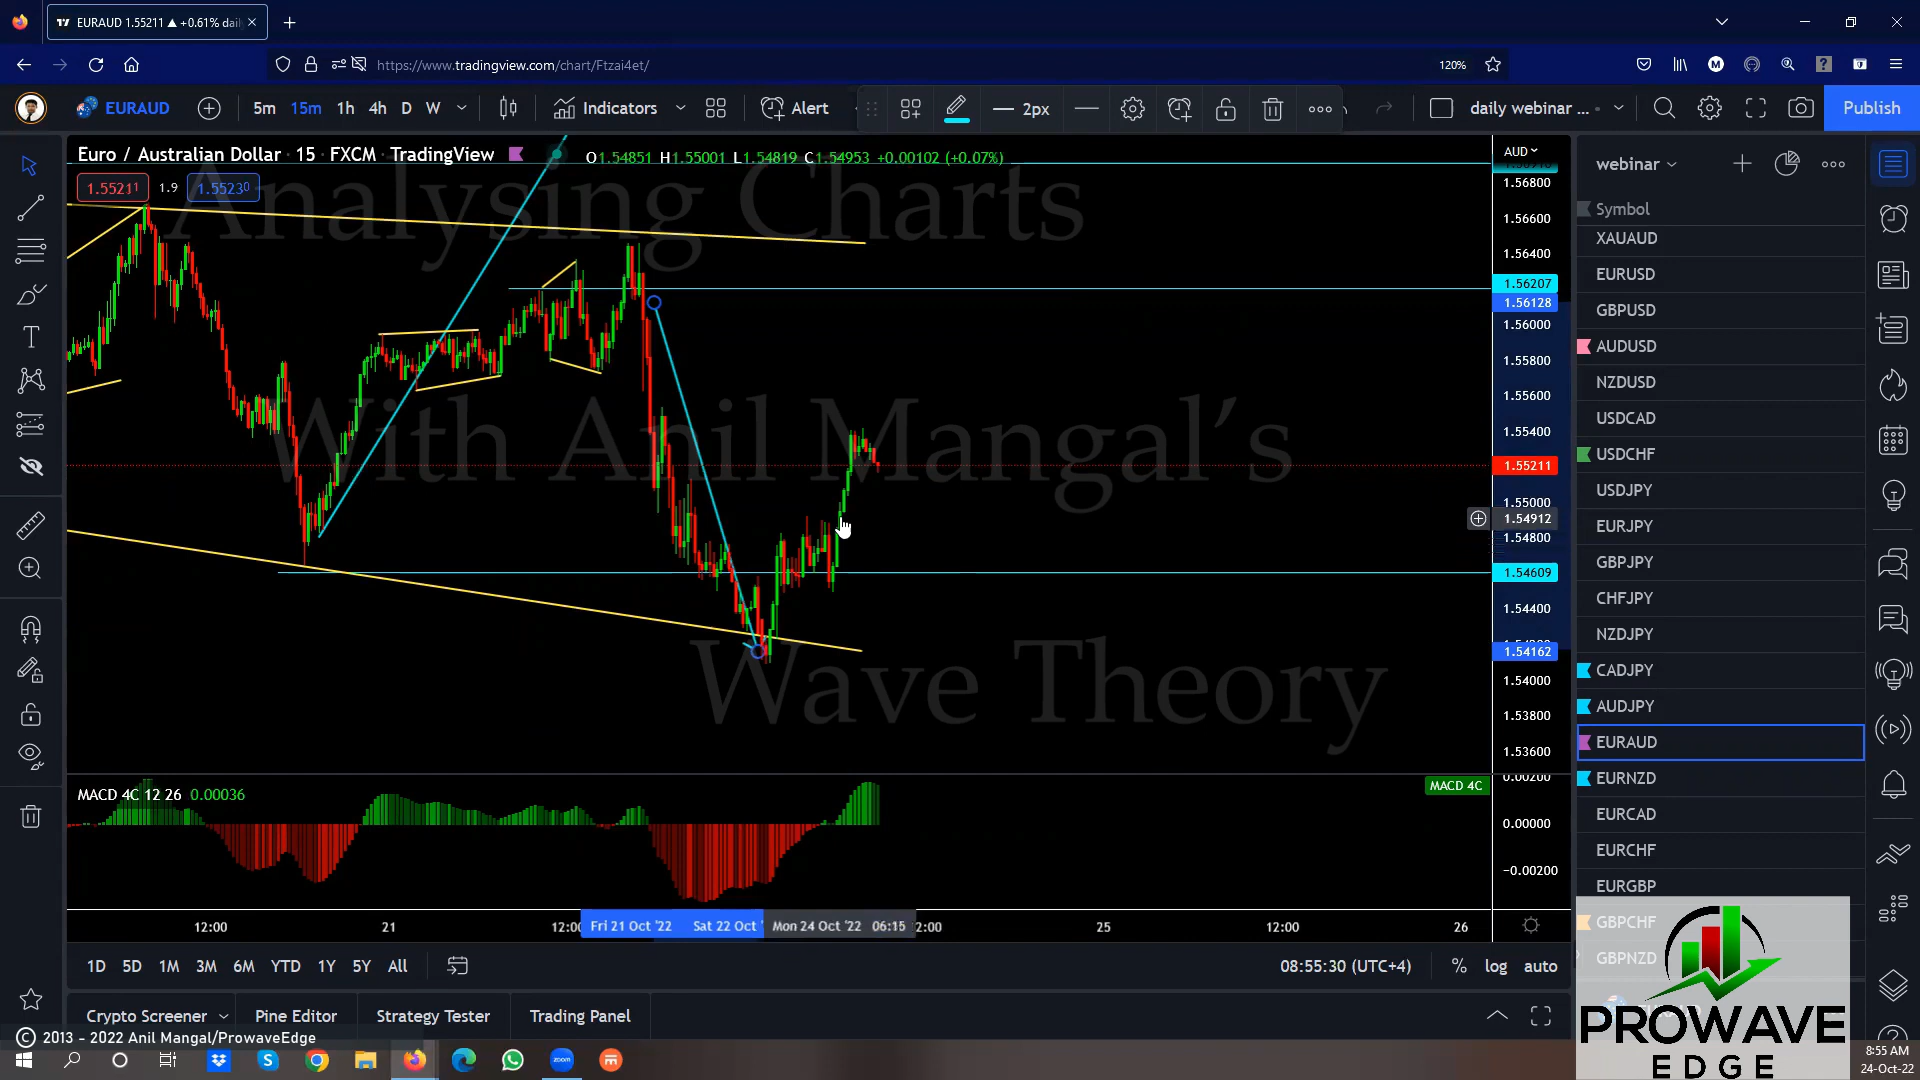 EURAUD 1.55211 ▲ +0.61% dail
https://www.tradingview.com/chart/Ftzai4et/
120%
EURAUD
5m 15m 1h 4h D W
Indicators
Alert
2px
daily webinar ...
Publish
Euro / Australian Dollar · 15 · FXCM · TradingView
O1.54851 H1.55001 L1.54819 C1.54953 +0.00102 (+0.07%)
1.55211 1.9 1.55230
Analysing Charts
With Anil Mangal's
Wave Theory
AUD
1.56800
1.56600
1.56400
1.56207
1.56128
1.56000
1.55800
1.55600
1.55400
1.55211
1.55000
1.54912
1.54800
1.54609
1.54400
1.54162
1.54000
1.53800
1.53600
MACD 4C 12 26 0.00036
MACD 4C
0.00200
0.00000
−0.00200
12:00 21 12:00 Fri 21 Oct '22 Sat 22 Oct ' Mon 24 Oct '22 06:15 2:00 25 12:00 26
1D 5D 1M 3M 6M YTD 1Y 5Y All
08:55:30 (UTC+4)
% log auto
Crypto Screener
Pine Editor
Strategy Tester
Trading Panel
© 2013 - 2022 Anil Mangal/ProwaveEdge
webinar
Symbol
XAUAUD
EURUSD
GBPUSD
AUDUSD
NZDUSD
USDCAD
USDCHF
USDJPY
EURJPY
GBPJPY
CHFJPY
NZDJPY
CADJPY
AUDJPY
EURAUD
EURNZD
EURCAD
EURCHF
EURGBP
GBPCHF
GBPNZD
PROWAVE
EDGE
8:55 AM
24-Oct-22